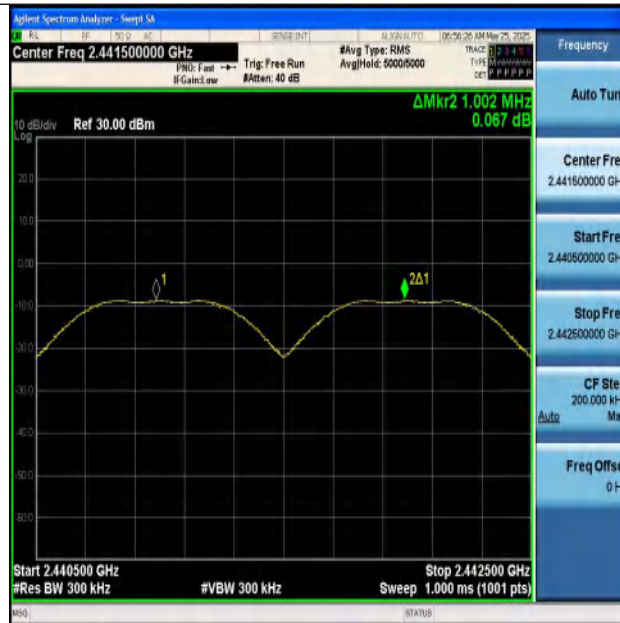 Agilent Spectrum Analyzer - Swept SA
RL RF 50 Ω AC SENSE:INT ALIGN AUTO 06:56:26 AM Mar 25, 2025
Center Freq 2.441500000 GHz
#Avg Type: RMS
TRACE 1 2 3 4 5 6
PNO: Fast Trig: Free Run
Avg|Hold: 5000/5000
TYPE M
IFGain:Low #Atten: 40 dB
DET P P P P P P
ΔMkr2 1.002 MHz
0.067 dB
10 dB/div Ref 30.00 dBm
Log
20.0
10.0
0.00
-10.0
-20.0
-30.0
-40.0
-50.0
-60.0
1
2Δ1
Start 2.440500 GHz
Stop 2.442500 GHz
#Res BW 300 kHz
#VBW 300 kHz
Sweep 1.000 ms (1001 pts)
MSG
STATUS
Frequency
Auto Tun
Center Fre
2.441500000 GH
Start Fre
2.440500000 GH
Stop Fre
2.442500000 GH
CF Ste
200.000 kH
Auto Ma
Freq Offse
0 H